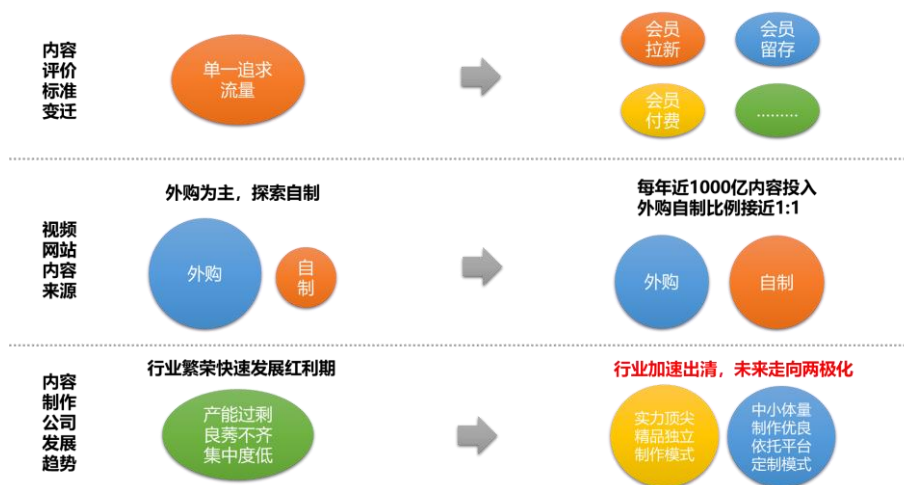 内容
评价
标准
变迁
单一追求
流量
会员
拉新
会员
留存
会员
付费
………
视频
网站
内容
来源
外购为主，探索自制
外购
自
制
每年近1000亿内容投入
外购自制比例接近1:1
外购
自制
内容
制作
公司
发展
趋势
行业繁荣快速发展红利期
产能过剩
良莠不齐
集中度低
行业加速出清，未来走向两极化
实力顶尖
精品独立
制作模式
中小体量
制作优良
依托平台
定制模式